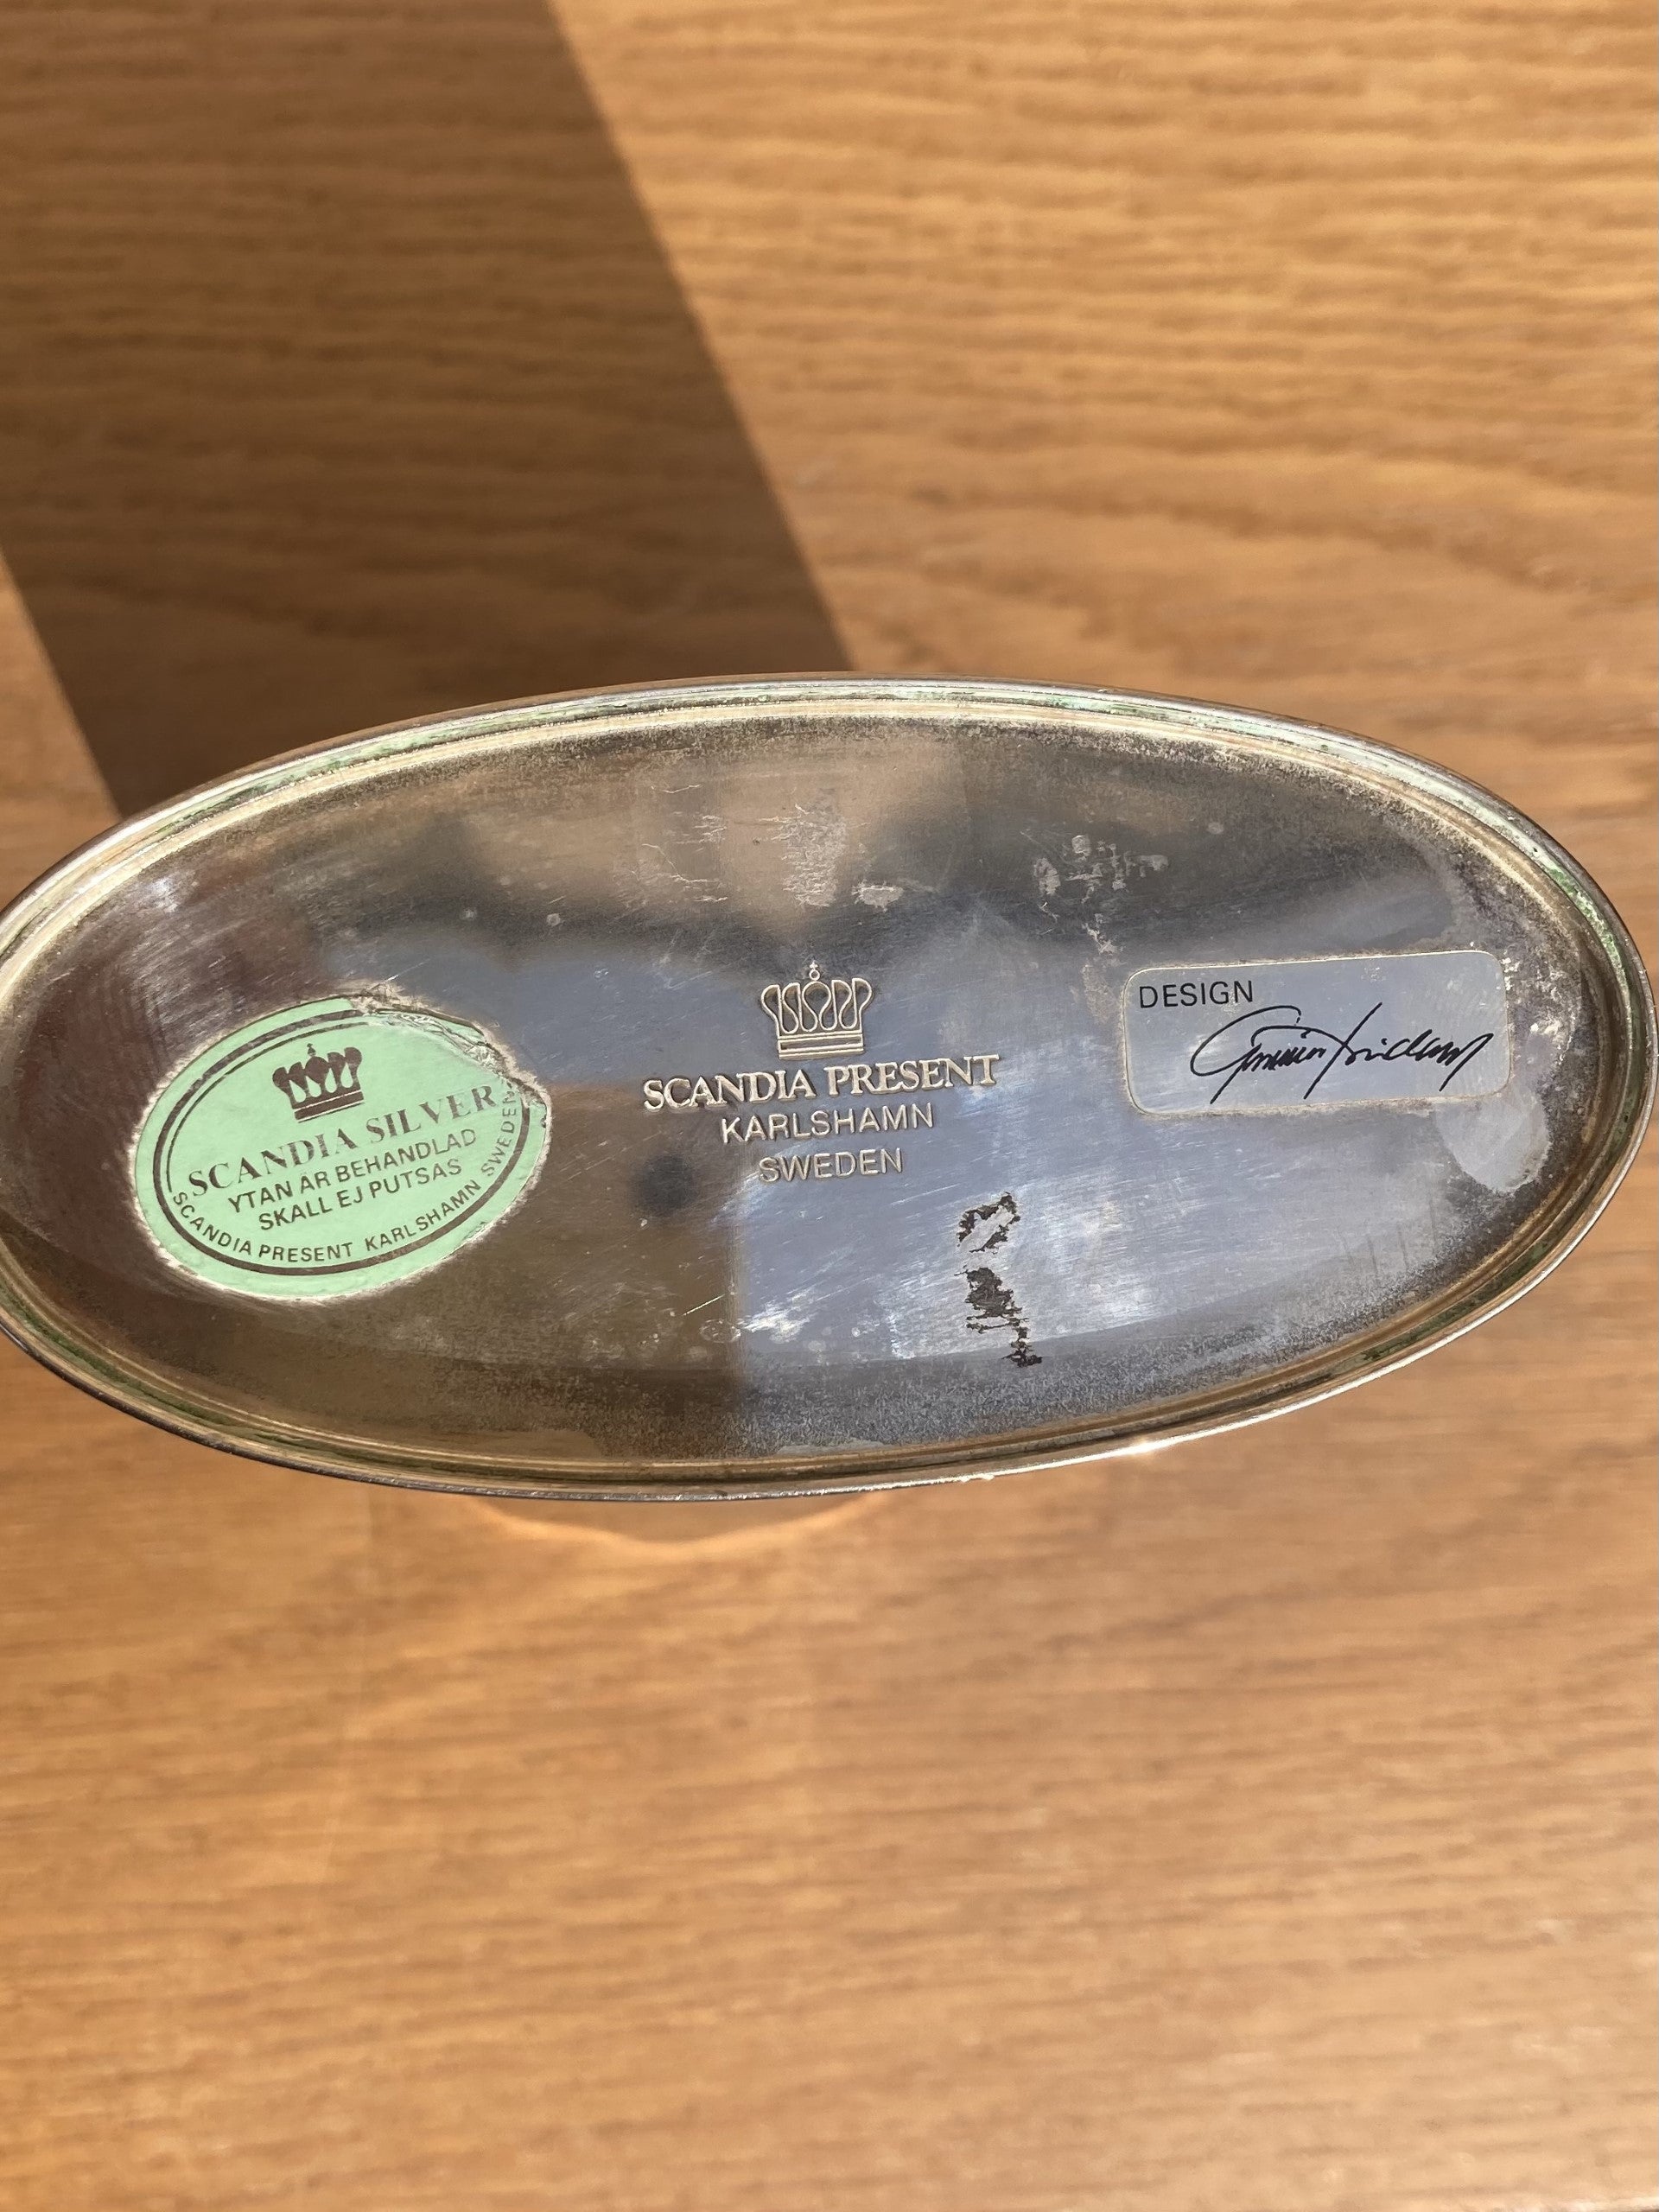 SCANDIA SILVER
YTAN ÄR BEHANDLAD
SKALL EJ PUTSAS
SCANDIA PRESENT KARLSHAMN SWEDEN
SCANDIA PRESENT
KARLSHAMN
SWEDEN
DESIGN